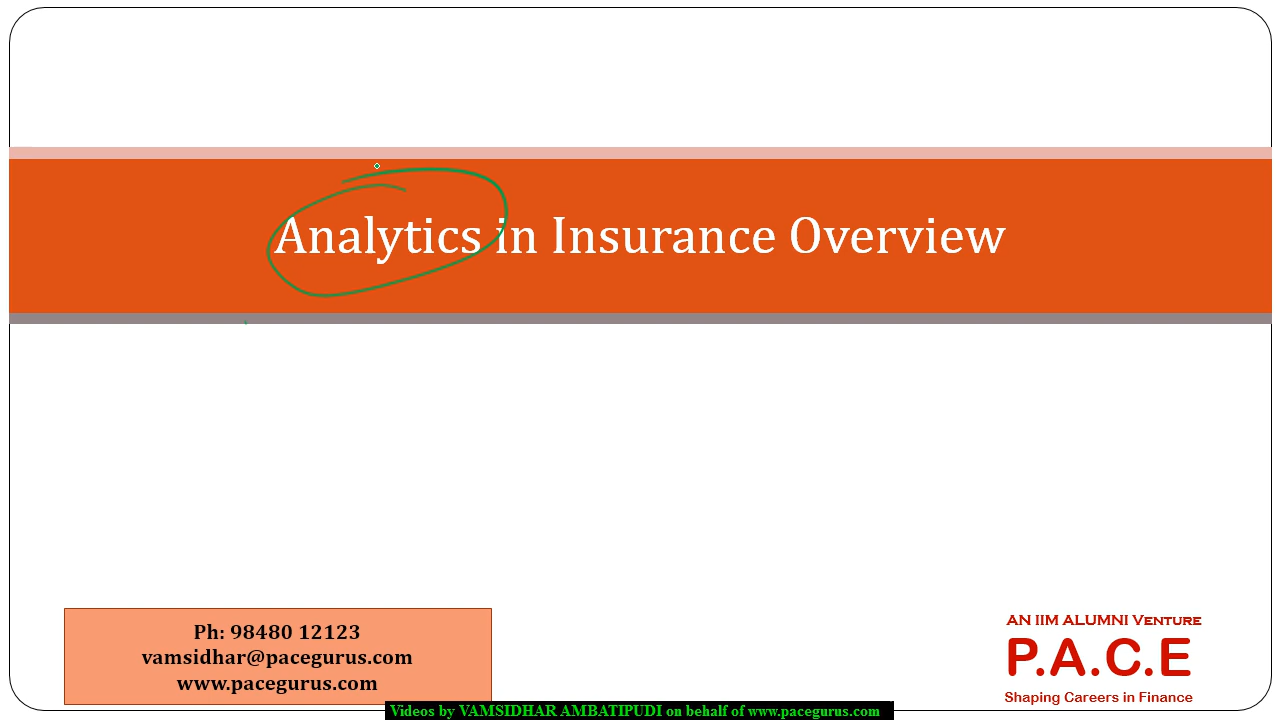 Analytics in Insurance Overview
Ph: 98480 12123
vamsidhar@pacegurus.com
www.pacegurus.com
AN IIM ALUMNI VENTURE
P.A.C.E
Shaping Careers in Finance
Videos by VAMSIDHAR AMBATIPUDI on behalf of www.pacegurus.com